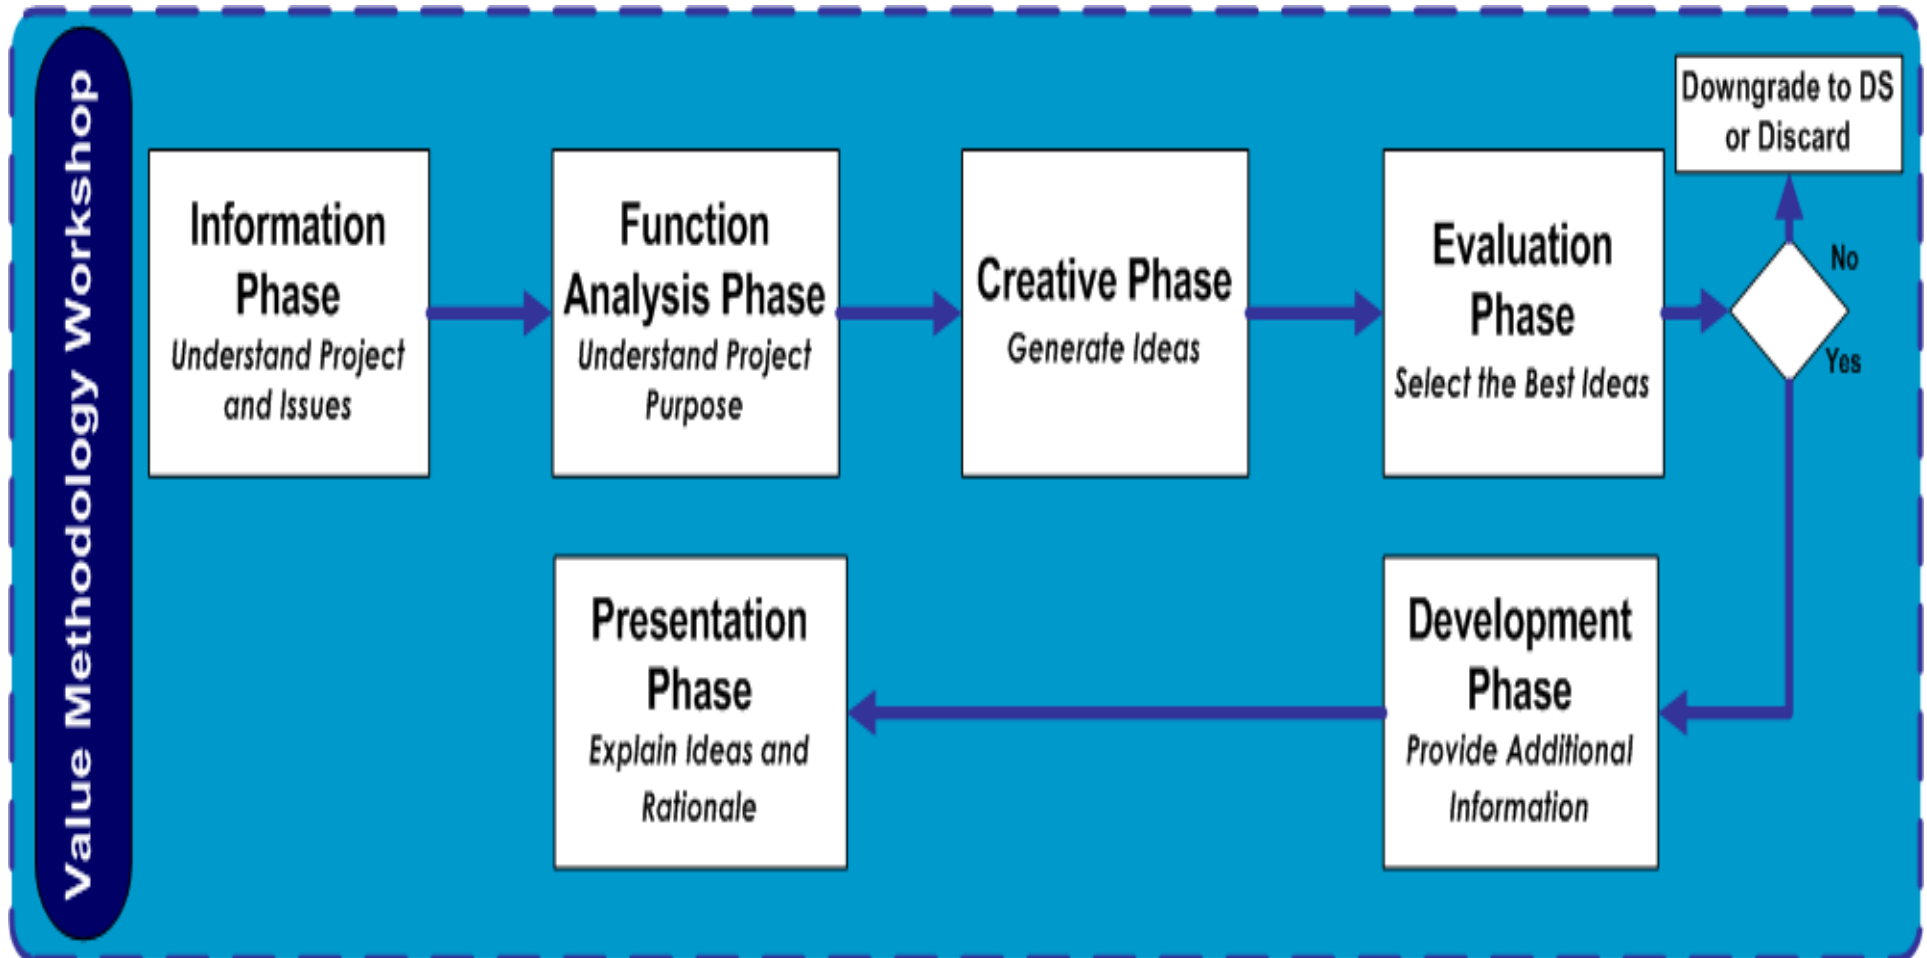 Value Methodology Workshop
Information
Phase
Understand Project
and Issues
Function
Analysis Phase
Understand Project
Purpose
Creative Phase
Generate Ideas
Evaluation
Phase
Select the Best Ideas
Downgrade to DS
or Discard
No
Yes
Development
Phase
Provide Additional
Information
Presentation
Phase
Explain Ideas and
Rationale